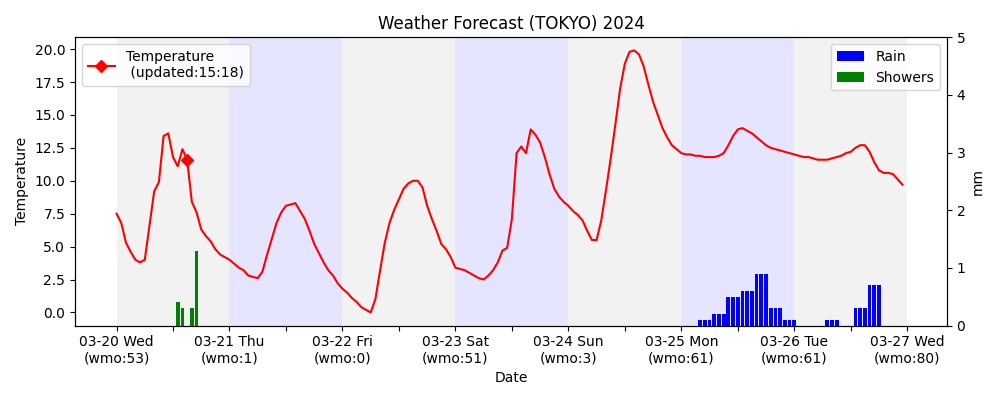 Weather Forecast (TOKYO) 2024
Temperature
(updated:15:18)
Rain
Showers
20.0
17.5
15.0
12.5
10.0
7.5
5.0
2.5
0.0
Temperature
5
4
3
2
1
0
mm
03-20 Wed
(wmo:53)
03-21 Thu
(wmo:1)
03-22 Fri
(wmo:0)
03-23 Sat
(wmo:51)
03-24 Sun
(wmo:3)
03-25 Mon
(wmo:61)
03-26 Tue
(wmo:61)
03-27 Wed
(wmo:80)
Date